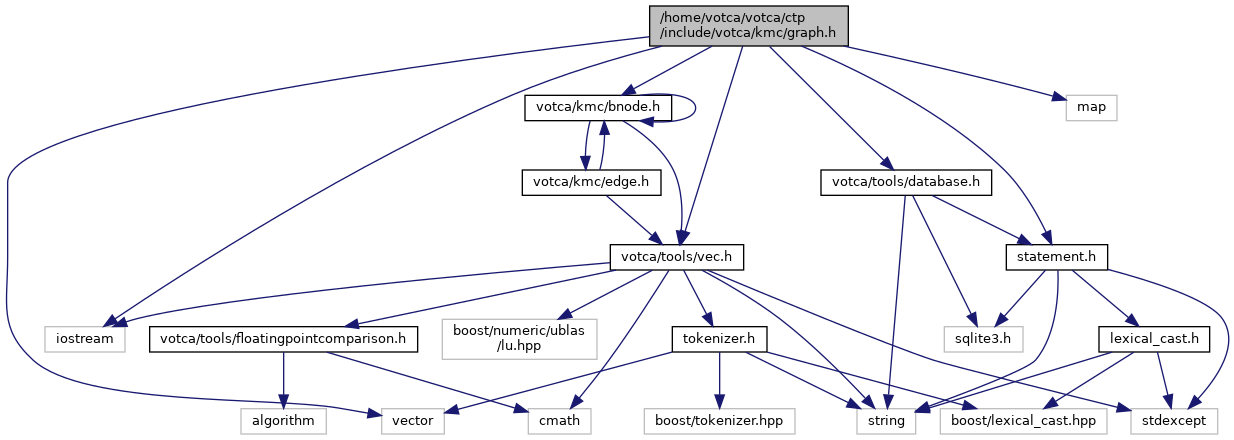 /home/votca/votca/ctp
/include/votca/kmc/graph.h
votca/kmc/bnode.h
map
votca/kmc/edge.h
votca/tools/database.h
votca/tools/vec.h
statement.h
iostream
votca/tools/floatingpointcomparison.h
boost/numeric/ublas
/lu.hpp
tokenizer.h
sqlite3.h
lexical_cast.h
algorithm
vector
cmath
boost/tokenizer.hpp
string
boost/lexical_cast.hpp
stdexcept